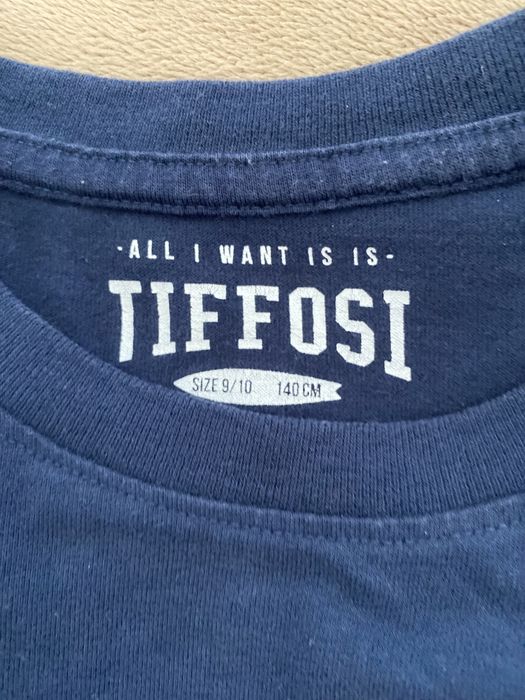 -ALL I WANT IS IS-
TIFFOSI
SIZE 9/10 140 CM